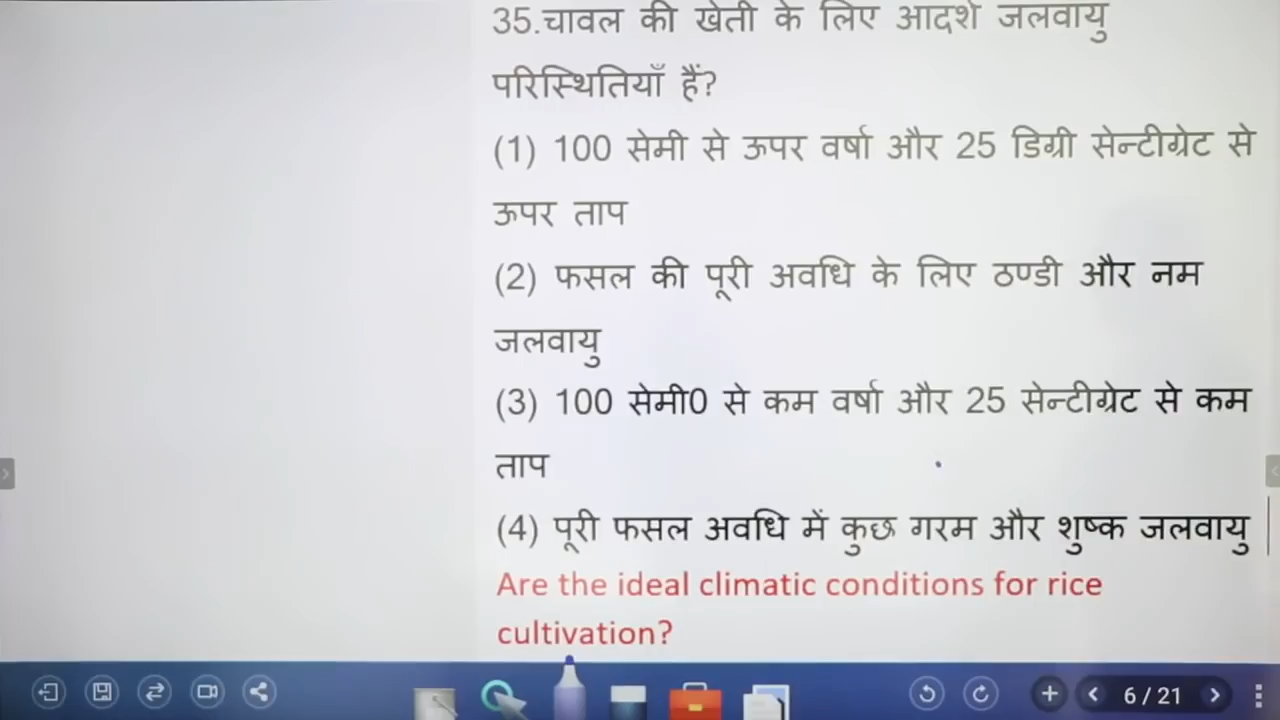 35.चावल की खेती के लिए आदर्श जलवायु
परिस्थितियाँ हैं?
(1) 100 सेमी से ऊपर वर्षा और 25 डिग्री सेन्टीग्रेट से
ऊपर ताप
(2) फसल की पूरी अवधि के लिए ठण्डी और नम
जलवायु
(3) 100 सेमी0 से कम वर्षा और 25 सेन्टीग्रेट से कम
ताप
(4) पूरी फसल अवधि में कुछ गरम और शुष्क जलवायु
Are the ideal climatic conditions for rice
cultivation?
6 / 21